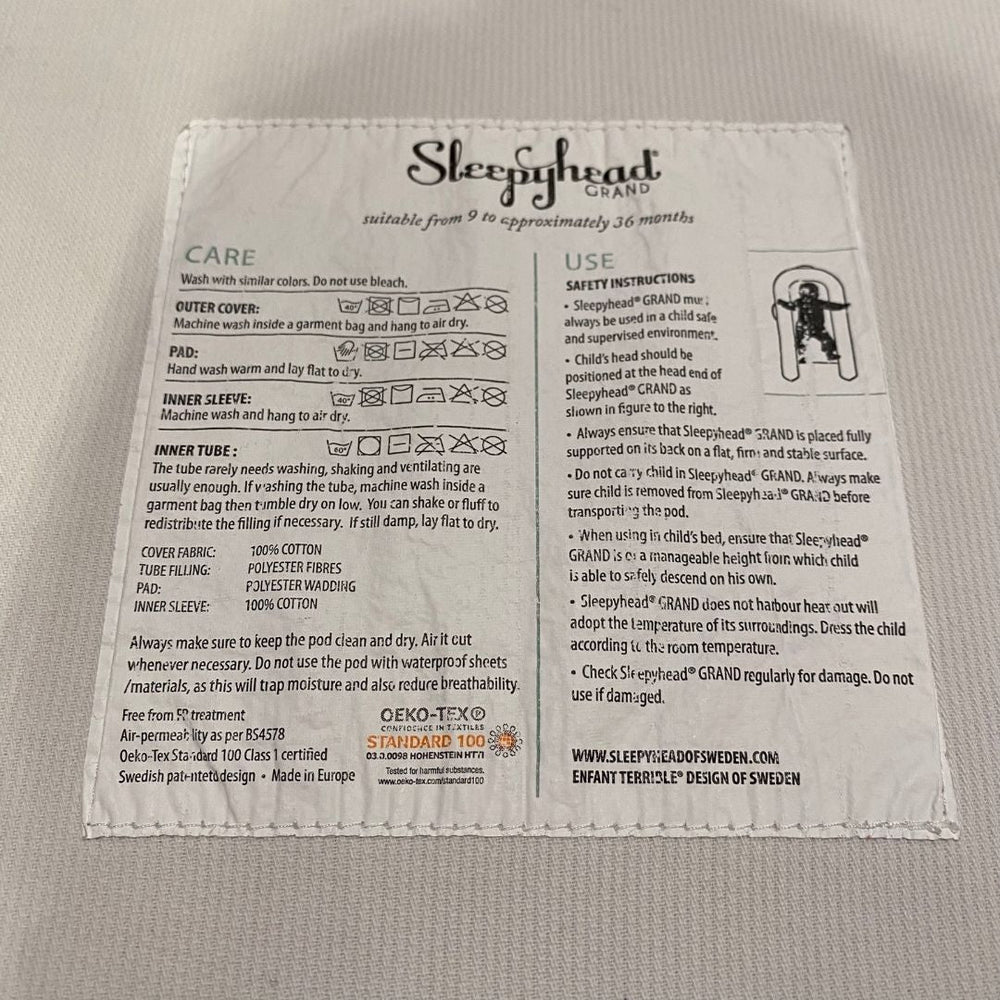 Sleepyhead®
GRAND
suitable from 9 to approximately 36 months
CARE
Wash with similar colors. Do not use bleach.
OUTER COVER:
40°
Machine wash inside a garment bag and hang to air dry.
PAD:
Hand wash warm and lay flat to dry.
INNER SLEEVE:
40°
Machine wash and hang to air dry.
INNER TUBE :
60°
The tube rarely needs washing, shaking and ventilating are
usually enough. If washing the tube, machine wash inside a
garment bag then tumble dry on low. You can shake or fluff to
redistribute the filling if necessary. If still damp, lay flat to dry.
COVER FABRIC: 100% COTTON
TUBE FILLING: POLYESTER FIBRES
PAD: POLYESTER WADDING
INNER SLEEVE: 100% COTTON
Always make sure to keep the pod clean and dry. Air it out
whenever necessary. Do not use the pod with waterproof sheets
/materials, as this will trap moisture and also reduce breathability.
Free from treatment
Air-permeability as per BS4578
Oeko-Tex Standard 100 Class 1 certified
Swedish patented design • Made in Europe
OEKO-TEX®
CONFIDENCE IN TEXTILES
STANDARD 100
0098 HOHENSTEIN HTTI
Tested for harmful substances.
www.oeko-tex.com/standard100
USE
SAFETY INSTRUCTIONS
• Sleepyhead® GRAND must
always be used in a child safe
and supervised environment.
• Child's head should be
positioned at the head end of
Sleepyhead® GRAND as
shown in figure to the right.
• Always ensure that Sleepyhead® GRAND is placed fully
supported on its back on a flat, firm and stable surface.
• Do not carry child in Sleepyhead® GRAND. Always make
sure child is removed from Sleepyhead® GRAND before
transporting the pod.
• When using in child's bed, ensure that Sleepyhead®
GRAND is at a manageable height from which child
is able to safely descend on his own.
• Sleepyhead® GRAND does not harbour heat but will
adopt the temperature of its surroundings. Dress the child
according to the room temperature.
• Check Sleepyhead® GRAND regularly for damage. Do not
use if damaged.
WWW.SLEEPYHEADOFSWEDEN.COM
ENFANT TERRIBLE® DESIGN OF SWEDEN